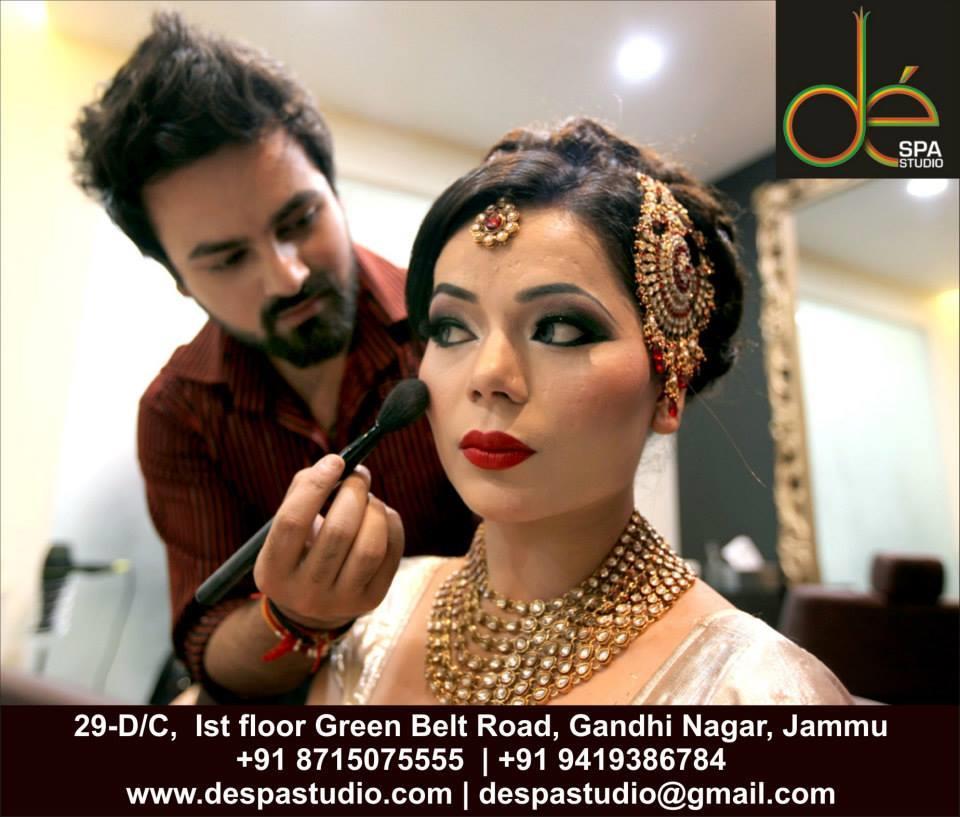 dé
SPA
STUDIO
29-D/C, Ist floor Green Belt Road, Gandhi Nagar, Jammu
+91 8715075555 | +91 9419386784
www.despastudio.com | despastudio@gmail.com